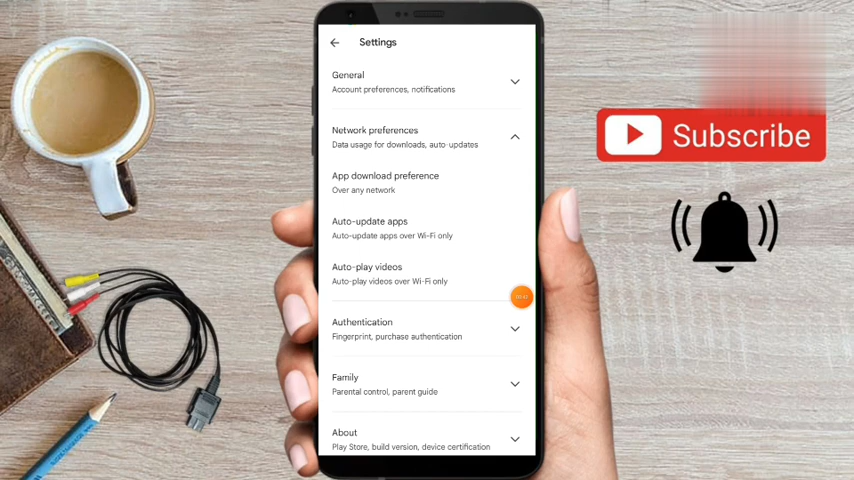 Settings
General
Account preferences, notifications
Network preferences
Data usage for downloads, auto-updates
App download preference
Over any network
Auto-update apps
Auto-update apps over Wi-Fi only
Auto-play videos
Auto-play videos over Wi-Fi only
Authentication
Fingerprint, purchase authentication
Family
Parental control, parent guide
About
Play Store, build version, device certification
Subscribe